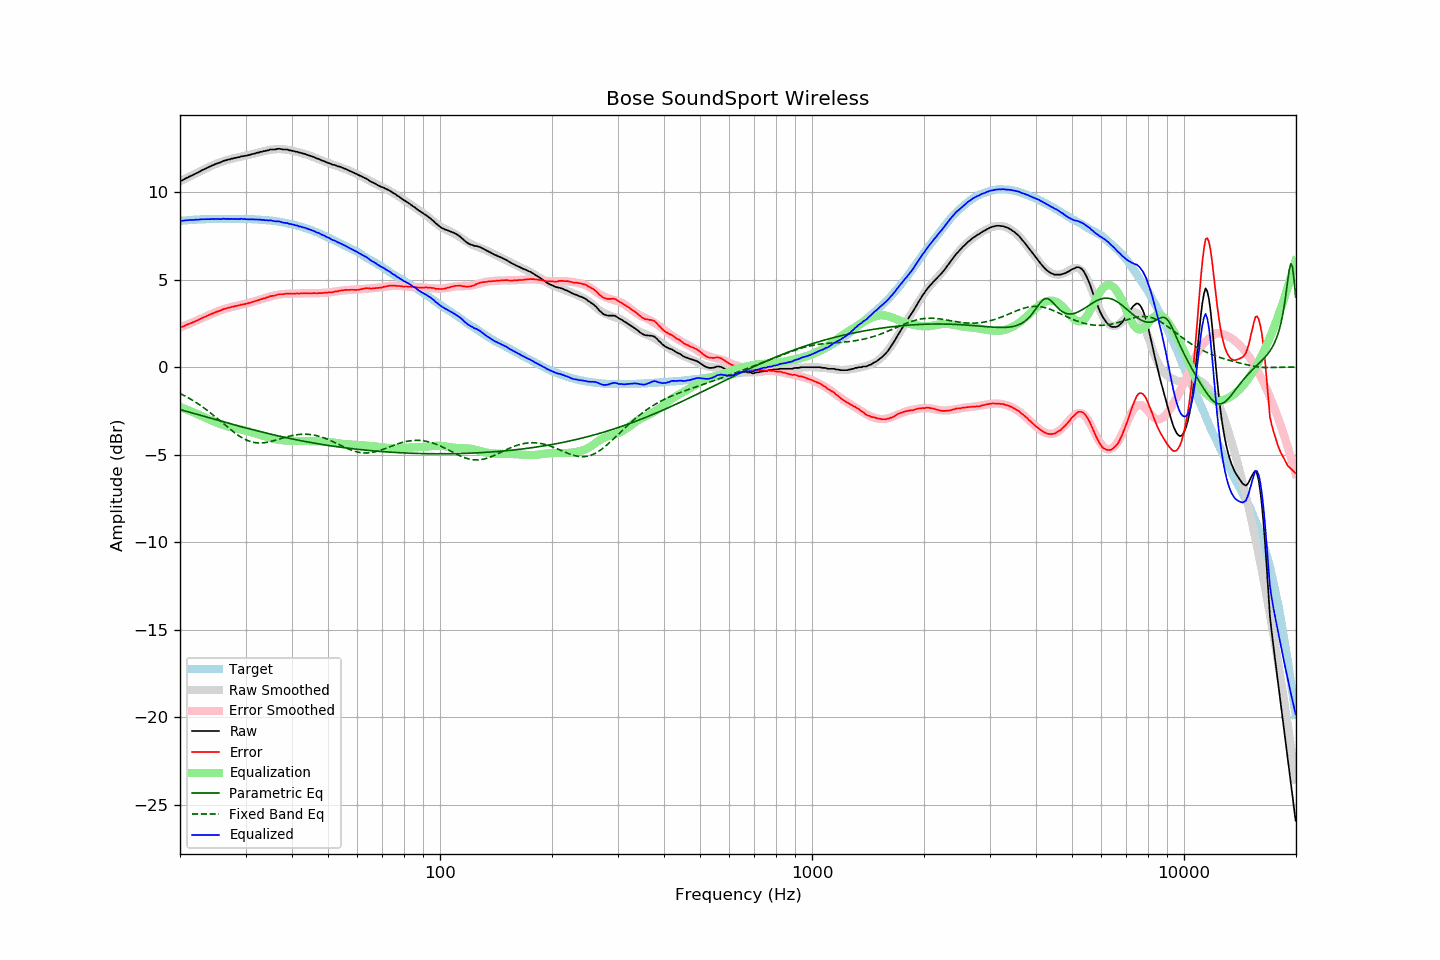 Bose SoundSport Wireless
Amplitude (dBr)
10
5
0
−5
−10
−15
−20
−25
Target
Raw Smoothed
Error Smoothed
Raw
Error
Equalization
Parametric Eq
Fixed Band Eq
Equalized
100
1000
10000
Frequency (Hz)